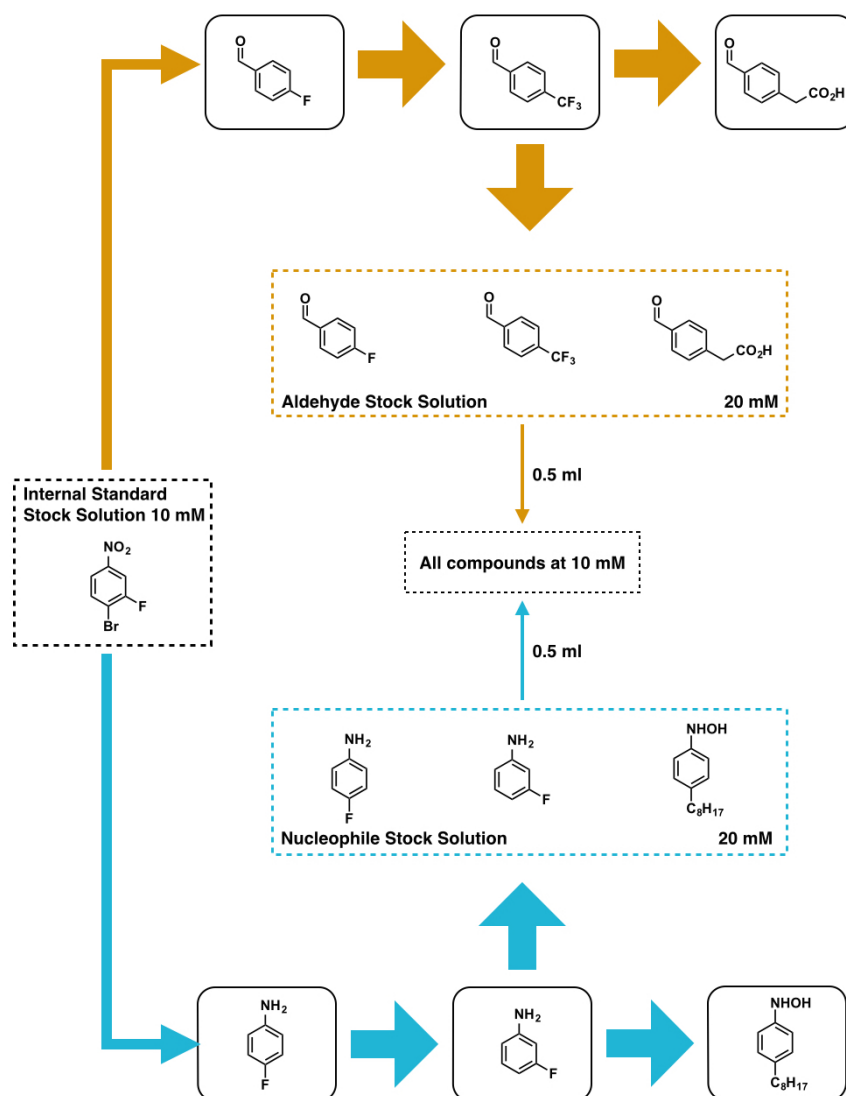 O
F
O
CF₃
O
CO₂H
O
F
O
CF₃
O
CO₂H
Aldehyde Stock Solution 20 mM
0.5 ml
Internal Standard
Stock Solution 10 mM
NO₂
F
Br
All compounds at 10 mM
0.5 ml
NH₂
F
NH₂
F
NHOH
C₈H₁₇
Nucleophile Stock Solution 20 mM
NH₂
F
NH₂
F
NHOH
C₈H₁₇